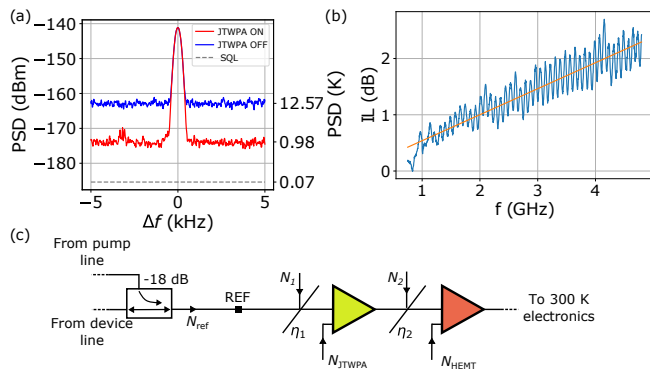 (a)
JTWPA ON
JTWPA OFF
SQL
−140
−150
−160
−170
−180
PSD (dBm)
12.57
0.98
0.07
PSD (K)
−5
0
5
Δf (kHz)
(b)
2
1
0
IL (dB)
1
2
3
4
f (GHz)
(c)
From pump
line
-18 dB
From device
line
N_ref
REF
N_1
η_1
N_JTWPA
N_2
η_2
N_HEMT
To 300 K
electronics